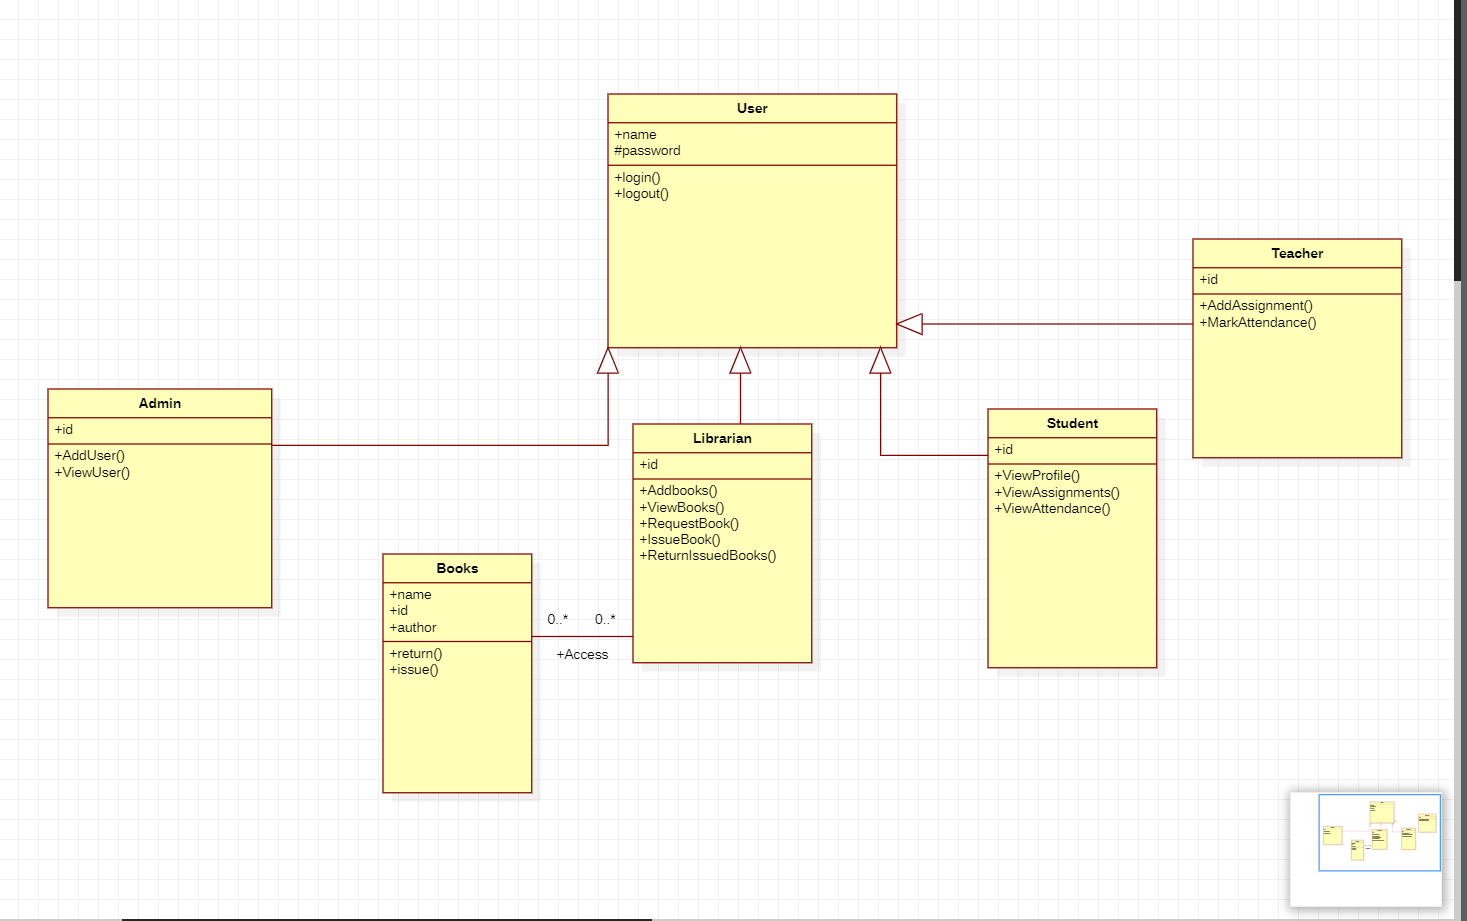 User
+name
#password
+login()
+logout()
Teacher
+id
+AddAssignment()
+MarkAttendance()
Admin
+id
+AddUser()
+ViewUser()
Librarian
+id
+Addbooks()
+ViewBooks()
+RequestBook()
+IssueBook()
+ReturnIssuedBooks()
Student
+id
+ViewProfile()
+ViewAssignments()
+ViewAttendance()
Books
+name
+id
+author
+return()
+issue()
0..* 0..*
+Access